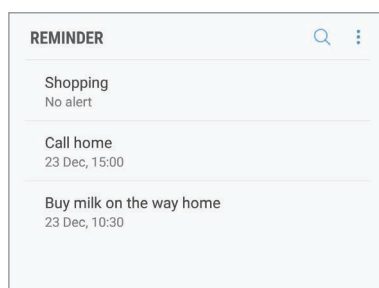 REMINDER
Shopping
No alert
Call home
23 Dec, 15:00
Buy milk on the way home
23 Dec, 10:30